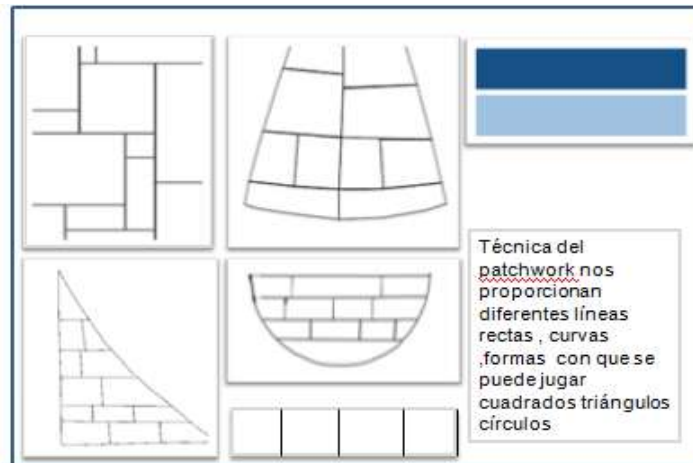 Técnica del
patchwork nos
proporcionan
diferentes líneas
rectas , curvas
,formas con que se
puede jugar
cuadrados triángulos
círculos